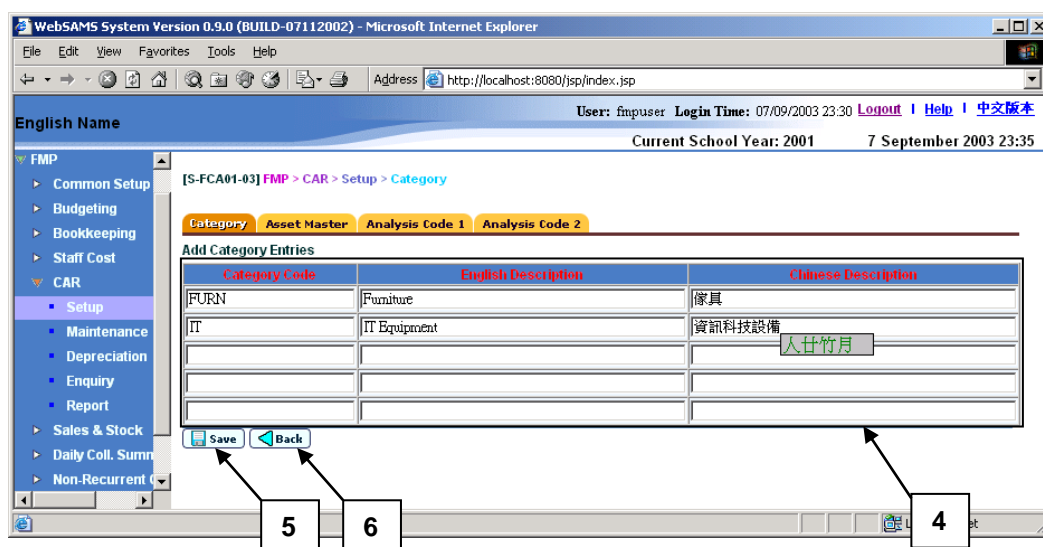 WebSAMS System Version 0.9.0 (BUILD-07112002) - Microsoft Internet Explorer
File Edit View Favorites Tools Help
Address http://localhost:8080/jsp/index.jsp
User: fmpuser Login Time: 07/09/2003 23:30 Logout | Help | 中文版本
English Name
Current School Year: 2001 7 September 2003 23:35
FMP
Common Setup
Budgeting
Bookkeeping
Staff Cost
CAR
Setup
Maintenance
Depreciation
Enquiry
Report
Sales & Stock
Daily Coll. Sumn
Non-Recurrent
[S-FCA01-03] FMP > CAR > Setup > Category
Category Asset Master Analysis Code 1 Analysis Code 2
Add Category Entries
Category Code English Description Chinese Description
FURN Furniture 傢具
IT IT Equipment 資訊科技設備
人廿竹月
Save Back
5 6 4